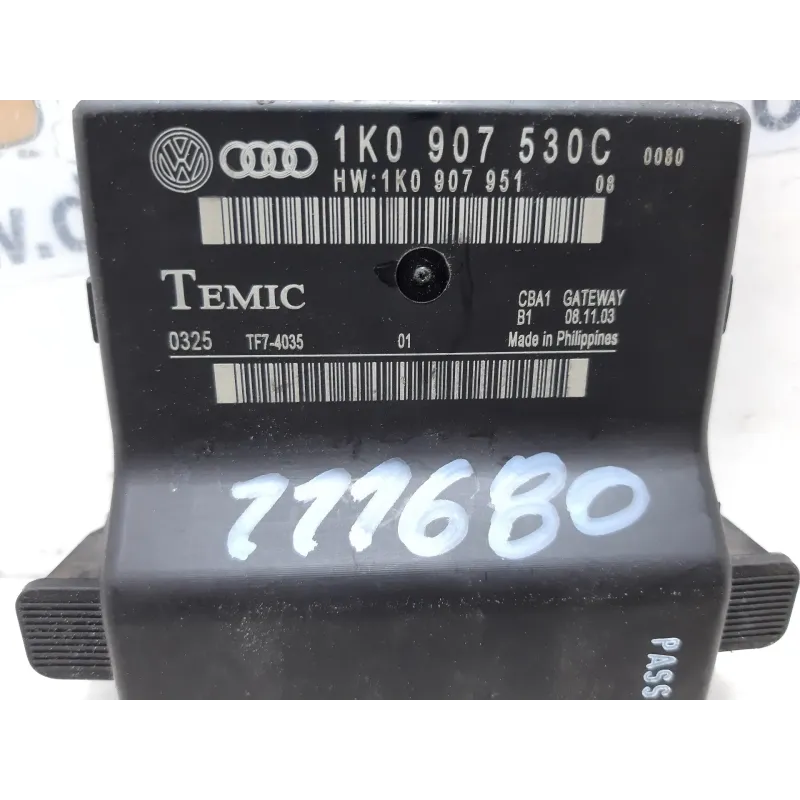 1K0 907 530C 0080
HW:1K0 907 951 08
TEMIC
CBA1 GATEWAY
B1 08.11.03
0325 TF7-4035 01 Made in Philippines
111680
PASS